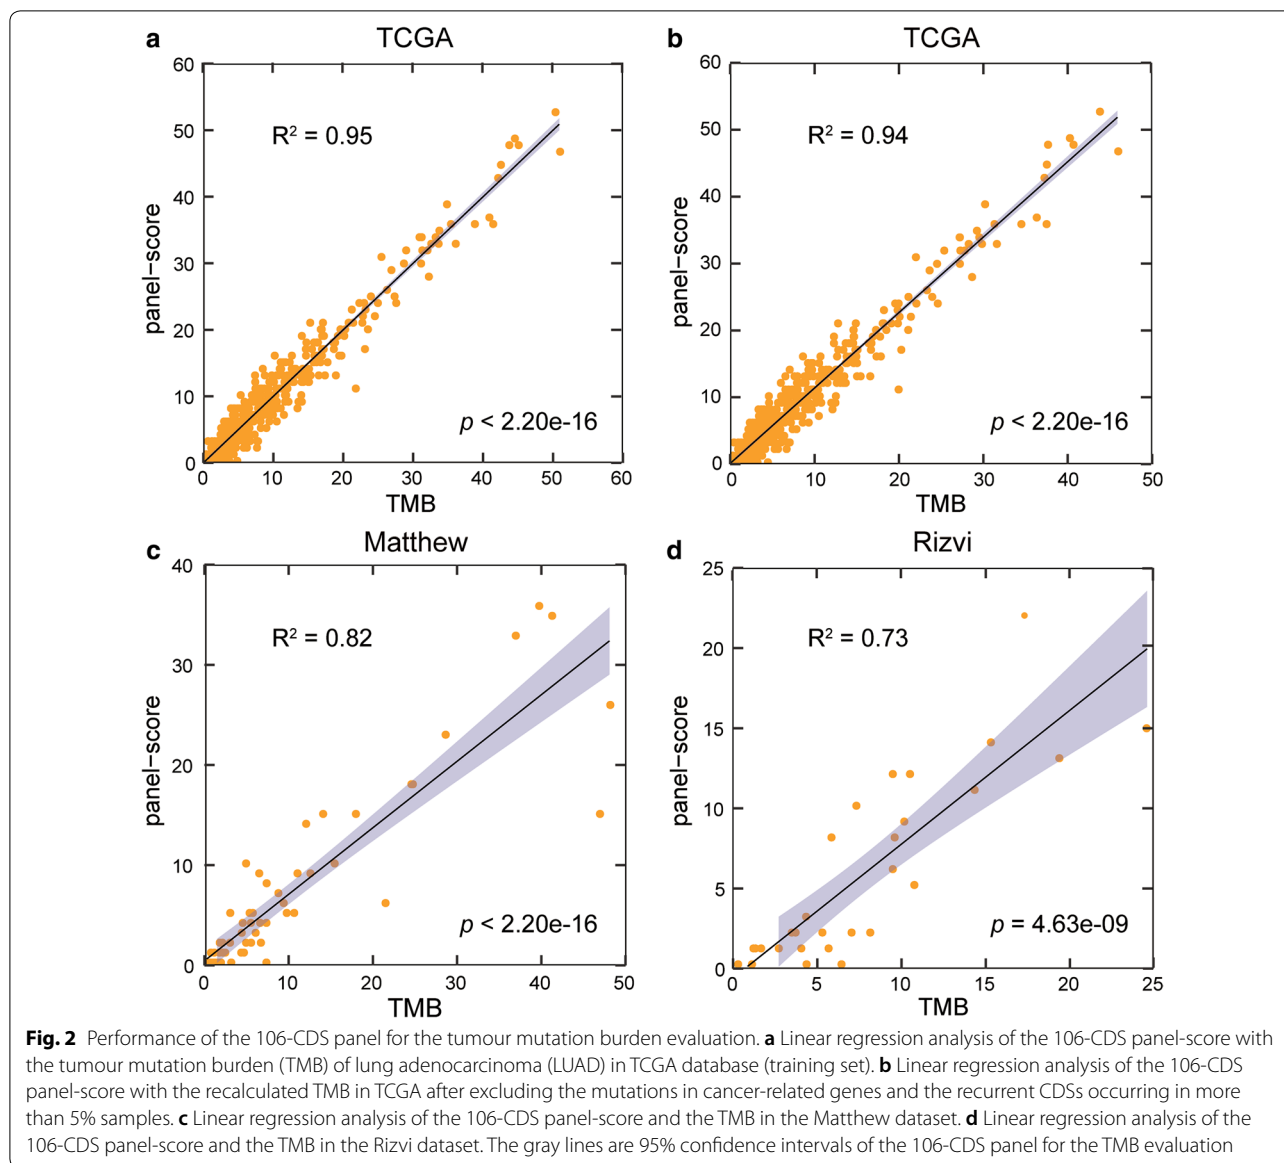 a
TCGA
60
50
40
30
20
10
0
panel–score
R² = 0.95
p < 2.20e-16
0 10 20 30 40 50 60
TMB
b
TCGA
60
50
40
30
20
10
0
panel–score
R² = 0.94
p < 2.20e-16
0 10 20 30 40 50
TMB
c
Matthew
40
30
20
10
0
panel–score
R² = 0.82
p < 2.20e-16
0 10 20 30 40 50
TMB
d
Rizvi
25
20
15
10
5
0
panel–score
R² = 0.73
p = 4.63e-09
0 5 10 15 20 25
TMB
Fig. 2 Performance of the 106-CDS panel for the tumour mutation burden evaluation. a Linear regression analysis of the 106-CDS panel-score with
the tumour mutation burden (TMB) of lung adenocarcinoma (LUAD) in TCGA database (training set). b Linear regression analysis of the 106-CDS
panel-score with the recalculated TMB in TCGA after excluding the mutations in cancer-related genes and the recurrent CDSs occurring in more
than 5% samples. c Linear regression analysis of the 106-CDS panel-score and the TMB in the Matthew dataset. d Linear regression analysis of the
106-CDS panel-score and the TMB in the Rizvi dataset. The gray lines are 95% confidence intervals of the 106-CDS panel for the TMB evaluation